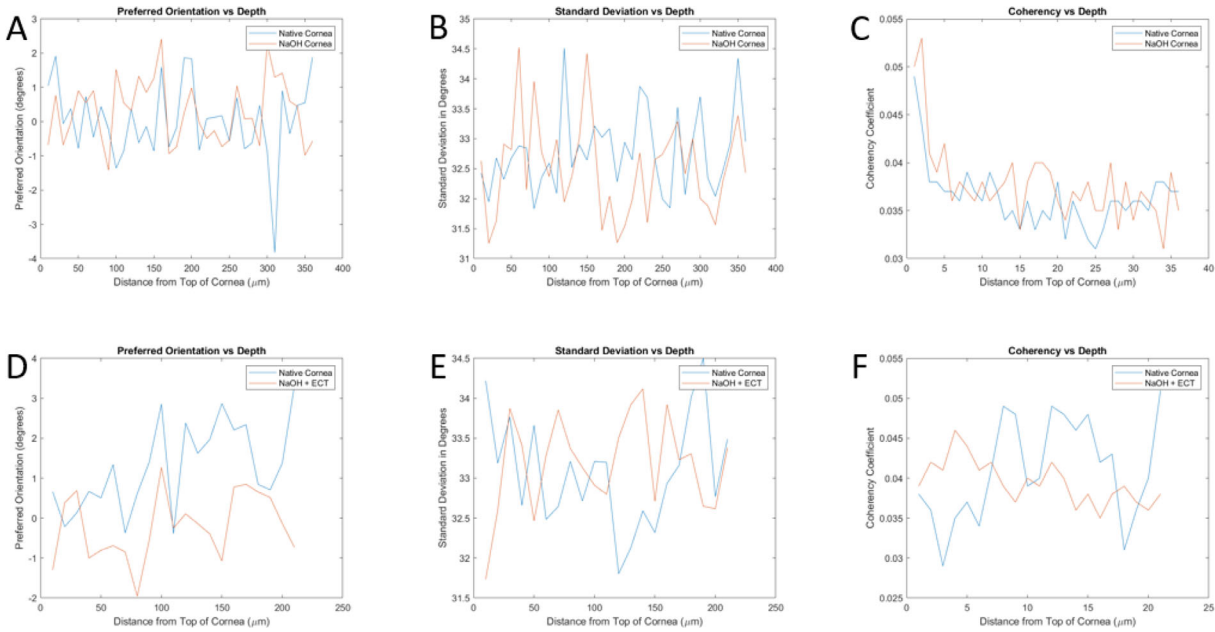 A
Preferred Orientation vs Depth
Native Cornea
NaOH Cornea
3
2
1
0
-1
-2
-3
-4
Preferred Orientation (degrees)
0 50 100 150 200 250 300 350 400
Distance from Top of Cornea (μm)
B
Standard Deviation vs Depth
Native Cornea
NaOH Cornea
35
34.5
34
33.5
33
32.5
32
31.5
31
Standard Deviation in Degrees
0 50 100 150 200 250 300 350 400
Distance from Top of Cornea (μm)
C
Coherency vs Depth
Native Cornea
NaOH Cornea
0.055
0.05
0.045
0.04
0.035
0.03
Coherency Coefficient
0 5 10 15 20 25 30 35 40
Distance from Top of Cornea (μm)
D
Preferred Orientation vs Depth
Native Cornea
NaOH + ECT
4
3
2
1
0
-1
-2
Preferred Orientation (degrees)
0 50 100 150 200 250
Distance from Top of Cornea (μm)
E
Standard Deviation vs Depth
Native Cornea
NaOH + ECT
34.5
34
33.5
33
32.5
32
31.5
Standard Deviation in Degrees
0 50 100 150 200 250
Distance from Top of Cornea (μm)
F
Coherency vs Depth
Native Cornea
NaOH + ECT
0.055
0.05
0.045
0.04
0.035
0.03
0.025
Coherency Coefficient
0 5 10 15 20 25
Distance from Top of Cornea (μm)